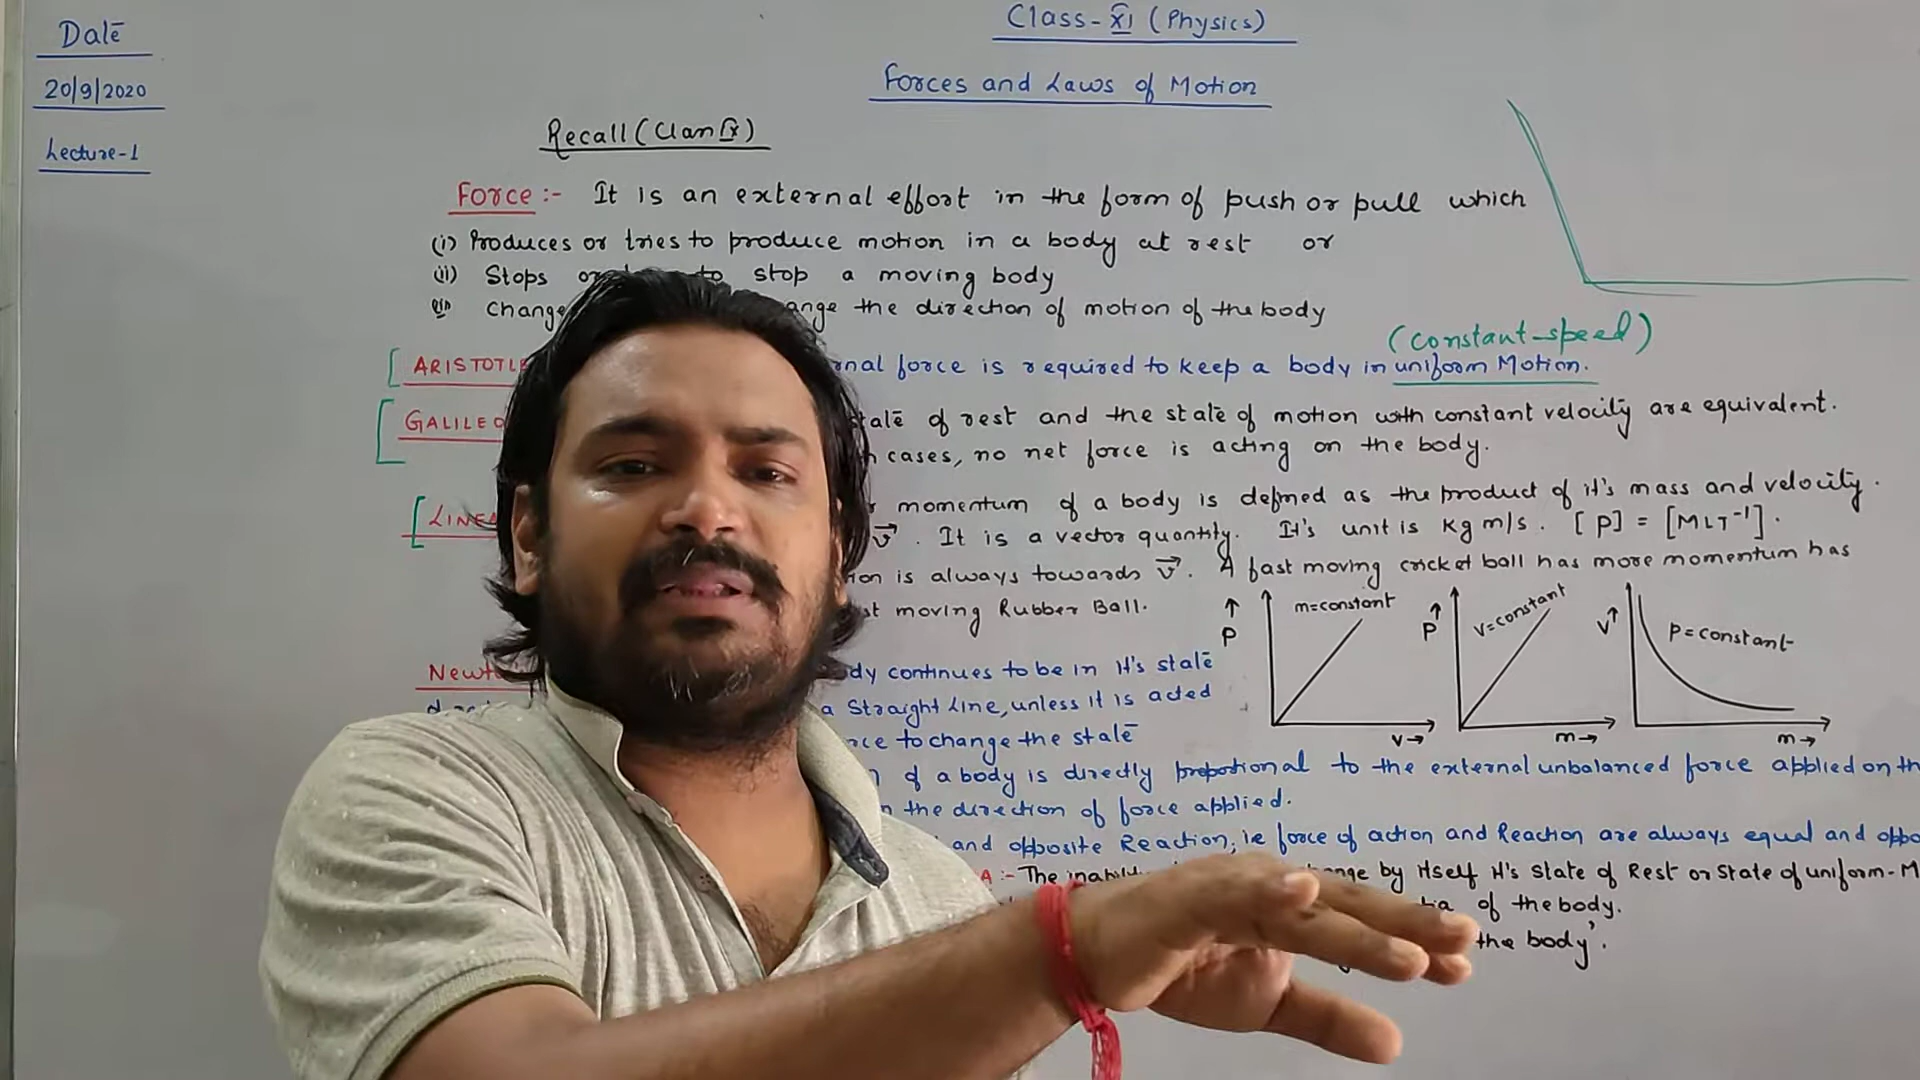 Date
20/9/2020
Lecture-1
Class-XI (Physics)
Forces and Laws of Motion
Recall (Class IX)
Force :- It is an external effort in the form of push or pull which
(i) Produces or tries to produce motion in a body at rest or
(ii) Stops or to stop a moving body
(iii) Change the direction of motion of the body
(constant-speed)
[ARISTOTLE force is required to keep a body in uniform Motion.
[GALILEO of rest and the state of motion with constant velocity are equivalent.
cases, no net force is acting on the body.
[ momentum of a body is defined as the product of it's mass and velocity.
v⃗ . It is a vector quantity. It's unit is kg m/s. [P] = [MLT⁻¹].
is always towards v⃗. A fast moving cricket ball has more momentum has
moving Rubber Ball.
P↑ m=constant v→
P↑ v=constant m→
v↑ p=constant m→
continues to be in it's state
a straight Line, unless it is acted
to change the state
of a body is directly proportional to the external unbalanced force applied on
the direction of force applied.
and opposite Reaction, ie force of action and Reaction are always equal and
:- The by itself it's state of Rest or State of uniform-
of the body.
the body'.